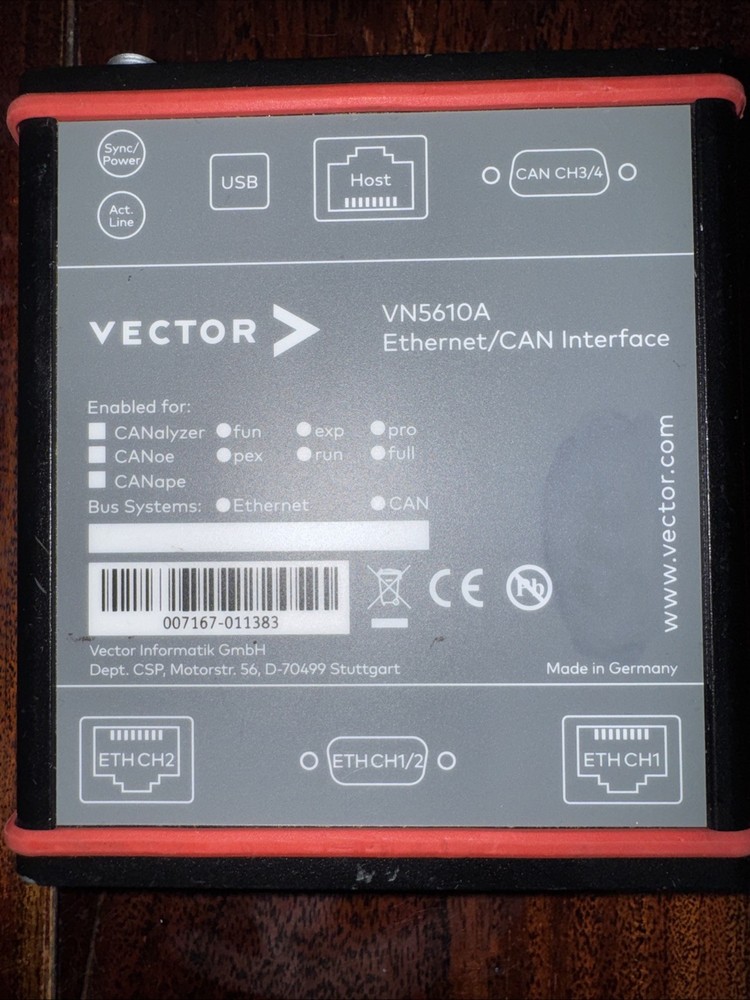 Sync/
Power
Act.
Line
USB
Host
CAN CH3/4
VECTOR
VN5610A
Ethernet/CAN Interface
Enabled for:
CANalyzer fun exp pro
CANoe pex run full
CANape
Bus Systems: Ethernet CAN
www.vector.com
007167-011383
CE
Pb
Vector Informatik GmbH
Dept. CSP, Motorstr. 56, D-70499 Stuttgart
Made in Germany
ETH CH2
ETH CH1/2
ETH CH1